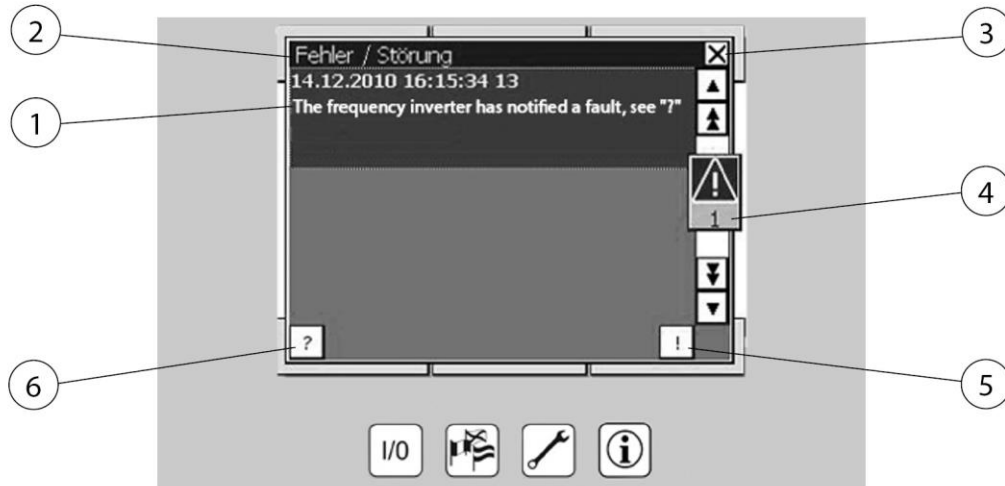 2
3
Fehler / Störung
14.12.2010 16:15:34 13
1
The frequency inverter has notified a fault, see "?"
4
!
1
? !
6
5
I/0
i